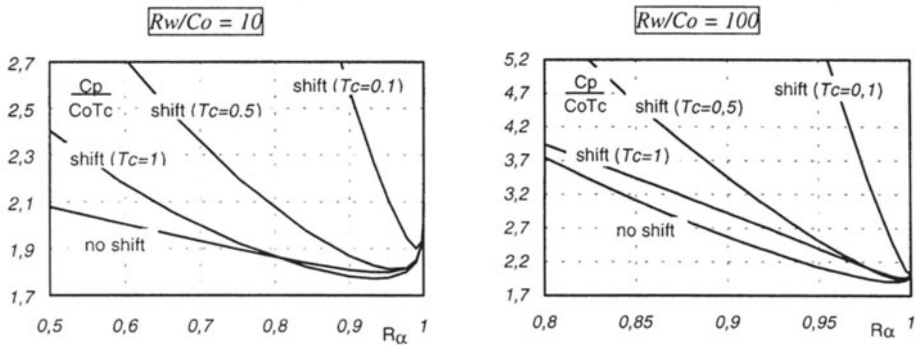 Rw/Co = 10
2,7
2,5
2,3
2,1
1,9
1,7
Cp
CoTc
shift (Tc=0.1)
shift (Tc=0.5)
shift (Tc=1)
no shift
0,5 0,6 0,7 0,8 0,9 Rα 1
Rw/Co = 100
5,2
4,7
4,2
3,7
3,2
2,7
2,2
1,7
Cp
CoTc
shift (Tc=0,1)
shift (Tc=0,5)
shift (Tc=1)
no shift
0,8 0,85 0,9 0,95 Rα 1